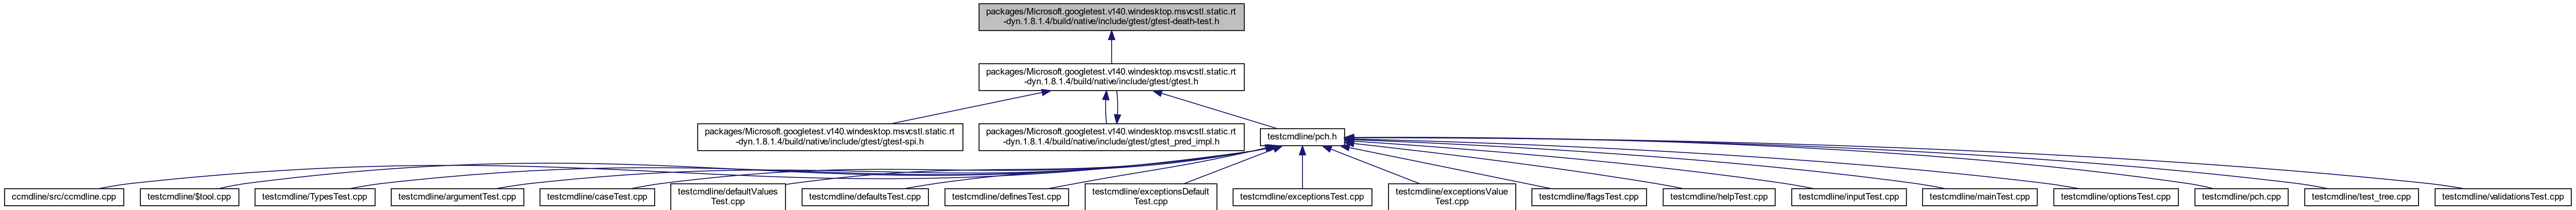 packages/Microsoft.googletest.v140.windesktop.msvcstl.static.rt
-dyn.1.8.1.4/build/native/include/gtest/gtest-death-test.h
packages/Microsoft.googletest.v140.windesktop.msvcstl.static.rt
-dyn.1.8.1.4/build/native/include/gtest/gtest.h
packages/Microsoft.googletest.v140.windesktop.msvcstl.static.rt
-dyn.1.8.1.4/build/native/include/gtest/gtest-spi.h
packages/Microsoft.googletest.v140.windesktop.msvcstl.static.rt
-dyn.1.8.1.4/build/native/include/gtest/gtest_pred_impl.h
testcmdline/pch.h
ccmdline/src/ccmdline.cpp
testcmdline/$tool.cpp
testcmdline/TypesTest.cpp
testcmdline/argumentTest.cpp
testcmdline/caseTest.cpp
testcmdline/defaultValues
Test.cpp
testcmdline/defaultsTest.cpp
testcmdline/definesTest.cpp
testcmdline/exceptionsDefault
Test.cpp
testcmdline/exceptionsTest.cpp
testcmdline/exceptionsValue
Test.cpp
testcmdline/flagsTest.cpp
testcmdline/helpTest.cpp
testcmdline/inputTest.cpp
testcmdline/mainTest.cpp
testcmdline/optionsTest.cpp
testcmdline/pch.cpp
testcmdline/test_tree.cpp
testcmdline/validationsTest.cpp